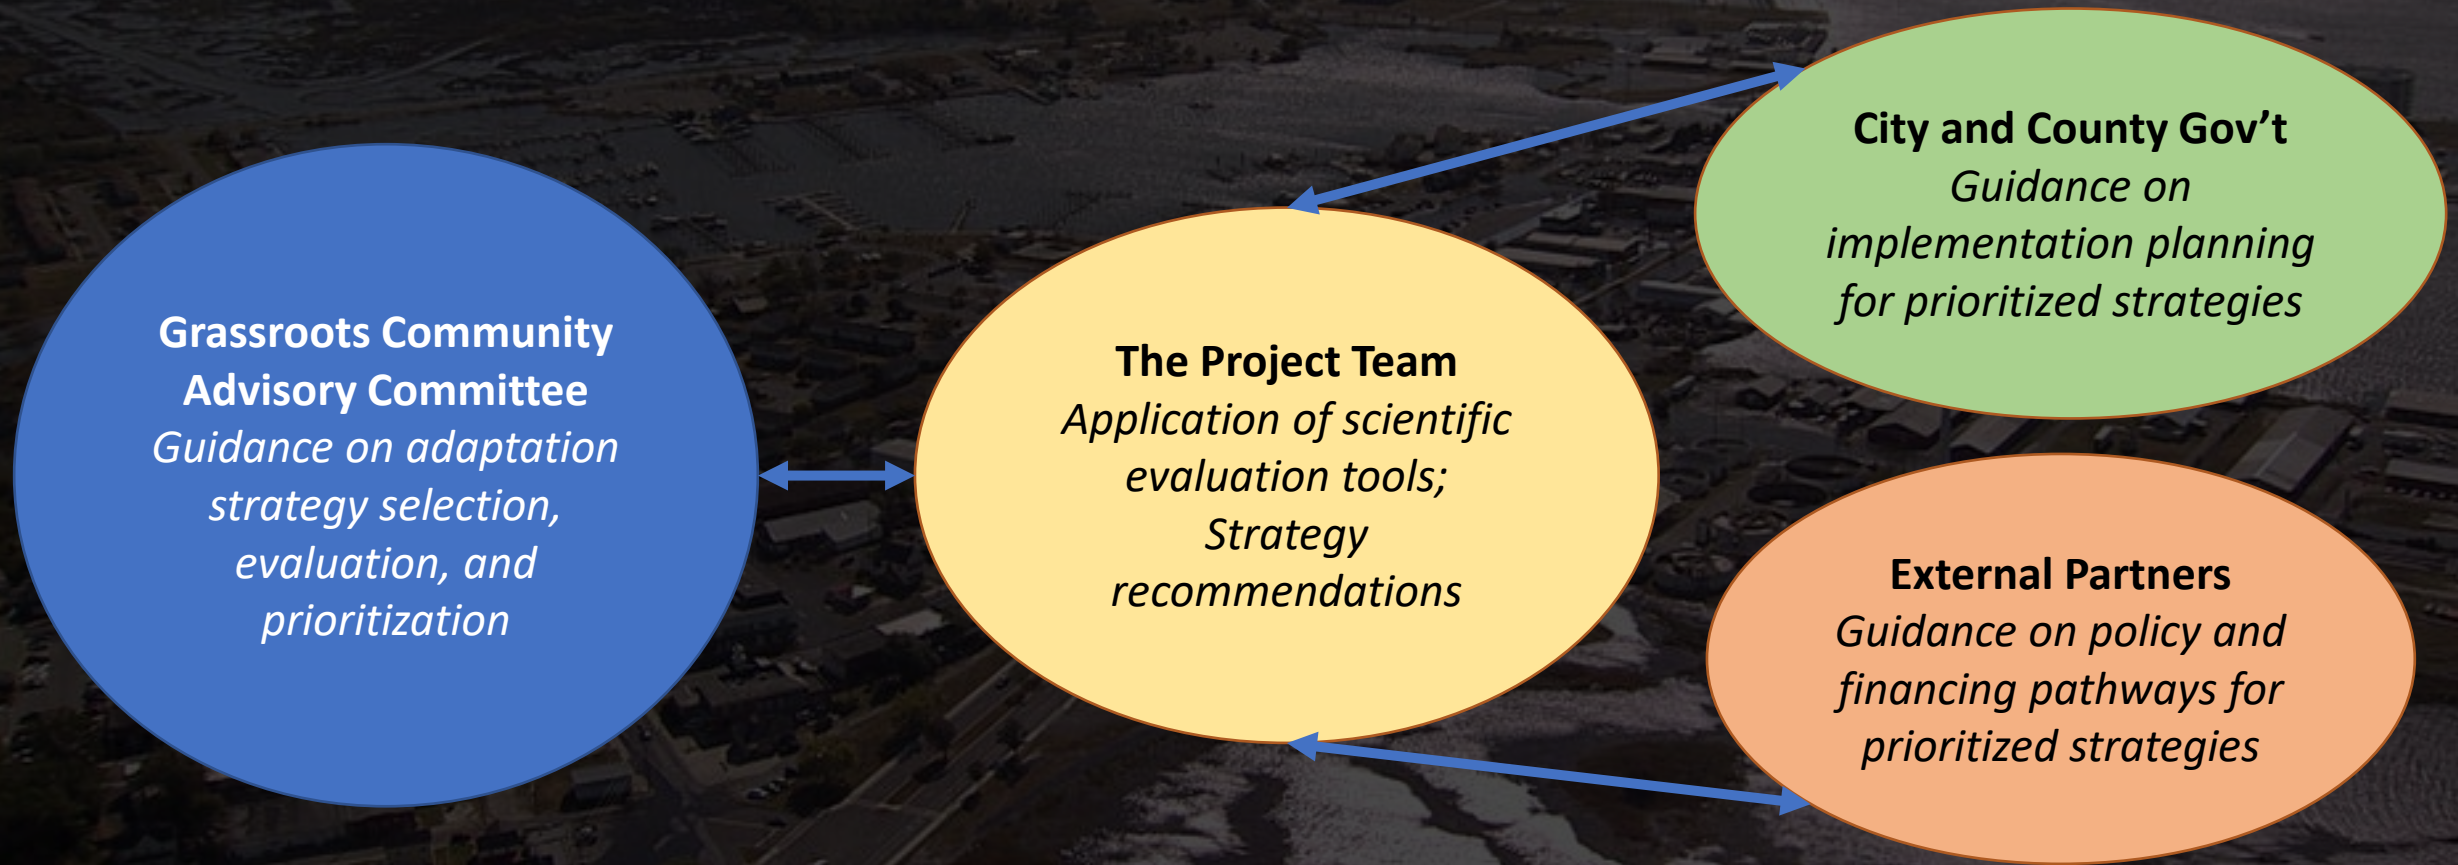 Grassroots Community
Advisory Committee
Guidance on adaptation
strategy selection,
evaluation, and
prioritization
The Project Team
Application of scientific
evaluation tools;
Strategy
recommendations
City and County Gov’t
Guidance on
implementation planning
for prioritized strategies
External Partners
Guidance on policy and
financing pathways for
prioritized strategies